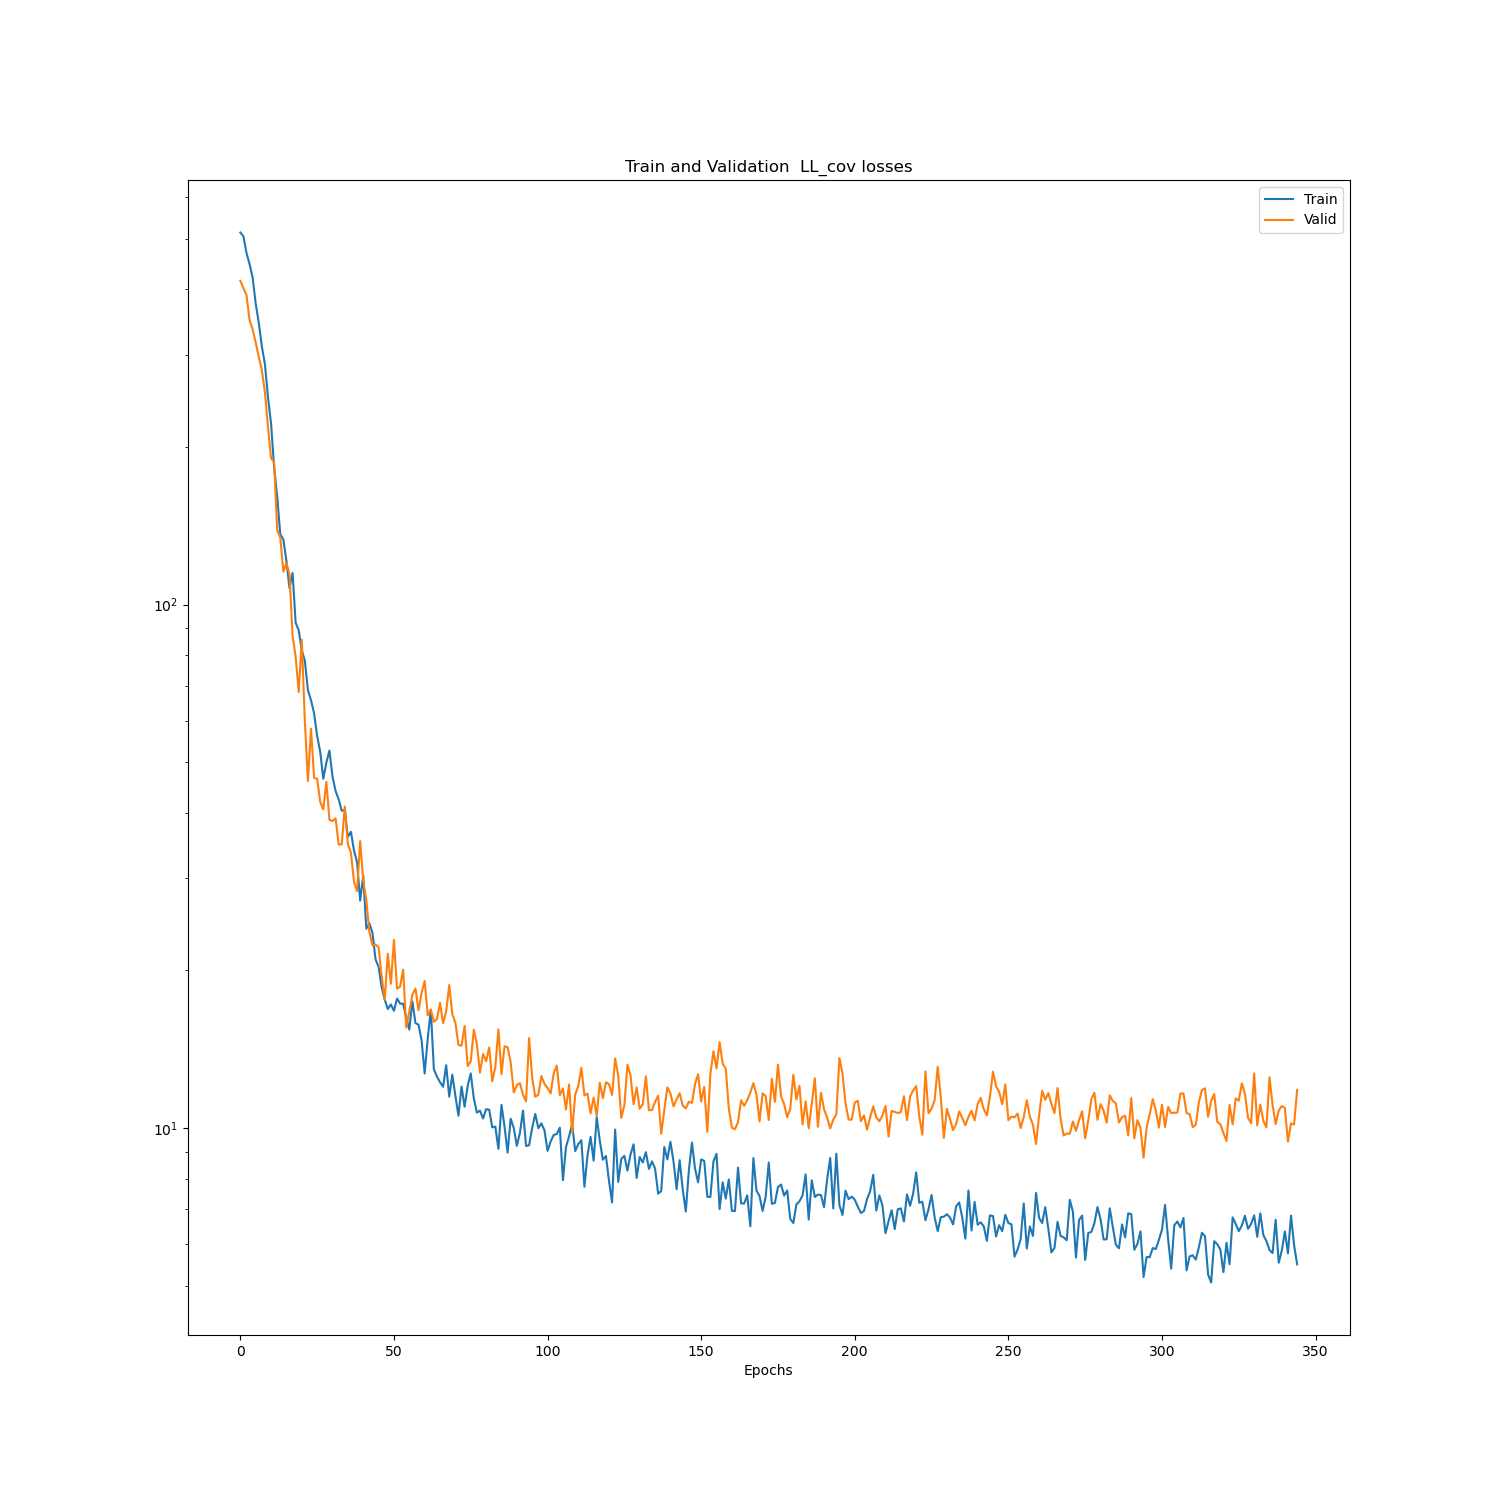 Train and Validation  LL_cov losses
Train
Valid
10²
10¹
0 50 100 150 200 250 300 350
Epochs